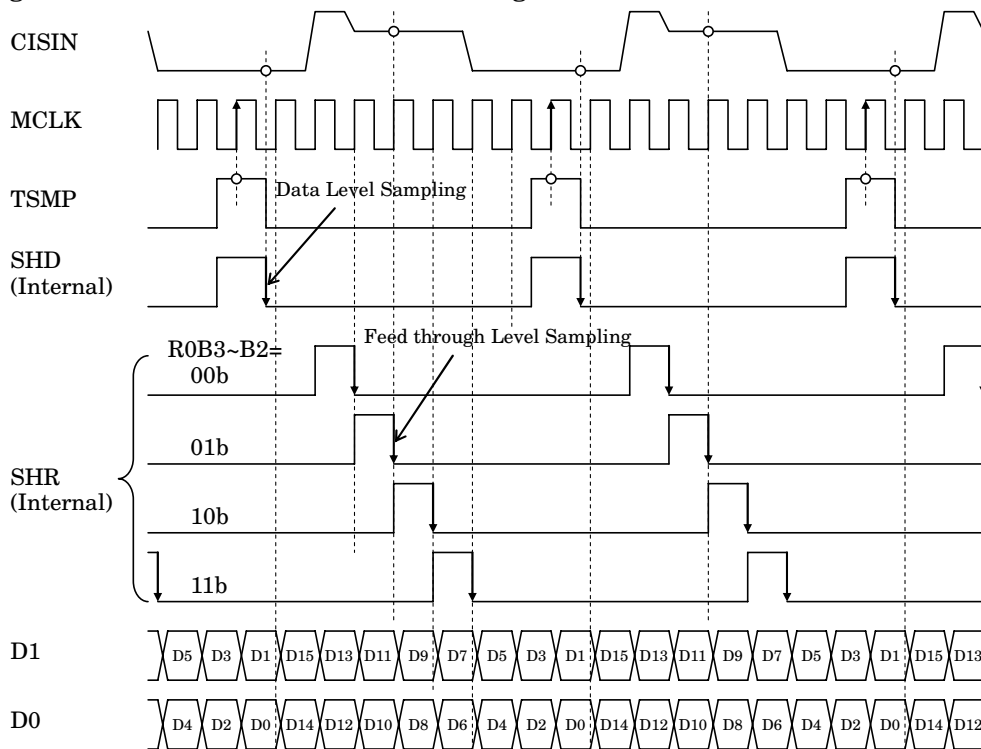 CISIN
MCLK
TSMP
Data Level Sampling
SHD
(Internal)
Feed through Level Sampling
R0B3~B2=
00b
01b
SHR
(Internal)
10b
11b
D1
D5 D3 D1 D15 D13 D11 D9 D7 D5 D3 D1 D15 D13 D11 D9 D7 D5 D3 D1 D15 D13
D0
D4 D2 D0 D14 D12 D10 D8 D6 D4 D2 D0 D14 D12 D10 D8 D6 D4 D2 D0 D14 D12